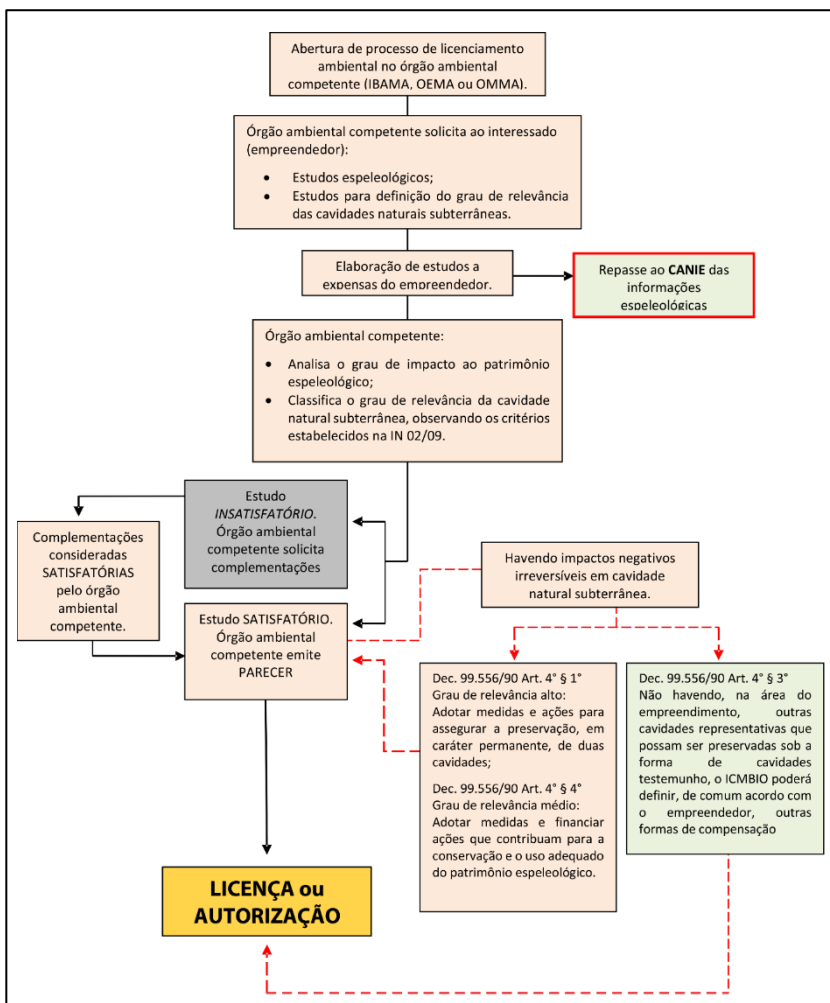 Abertura de processo de licenciamento
ambiental no órgão ambiental
competente (IBAMA, OEMA ou OMMA).
Órgão ambiental competente solicita ao interessado
(empreendedor):
• Estudos espeleológicos;
• Estudos para definição do grau de relevância
das cavidades naturais subterrâneas.
Elaboração de estudos a
expensas do empreendedor.
Repasse ao CANIE das
informações
espeleológicas
Órgão ambiental competente:
• Analisa o grau de impacto ao patrimônio
espeleológico;
• Classifica o grau de relevância da cavidade
natural subterrânea, observando os critérios
estabelecidos na IN 02/09.
Estudo
INSATISFATÓRIO.
Órgão ambiental
competente solicita
complementações
Complementações
consideradas
SATISFATÓRIAS
pelo órgão
ambiental
competente.
Estudo SATISFATÓRIO.
Órgão ambiental
competente emite
PARECER
Havendo impactos negativos
irreversíveis em cavidade
natural subterrânea.
Dec. 99.556/90 Art. 4° § 1°
Grau de relevância alto:
Adotar medidas e ações para
assegurar a preservação, em
caráter permanente, de duas
cavidades;
Dec. 99.556/90 Art. 4° § 4°
Grau de relevância médio:
Adotar medidas e financiar
ações que contribuam para a
conservação e o uso adequado
do patrimônio espeleológico.
Dec. 99.556/90 Art. 4° § 3°
Não havendo, na área do
empreendimento, outras
cavidades representativas que
possam ser preservadas sob a
forma de cavidades
testemunho, o ICMBIO poderá
definir, de comum acordo com
o empreendedor, outras
formas de compensação
LICENÇA ou
AUTORIZAÇÃO